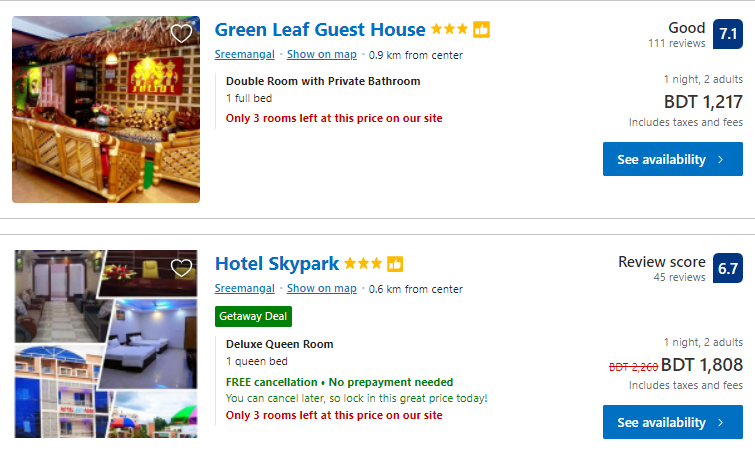 Green Leaf Guest House
Good
7.1
111 reviews
Sreemangal · Show on map · 0.9 km from center
Double Room with Private Bathroom
1 full bed
Only 3 rooms left at this price on our site
1 night, 2 adults
BDT 1,217
Includes taxes and fees
See availability
Hotel Skypark
Review score
6.7
45 reviews
Sreemangal · Show on map · 0.6 km from center
Getaway Deal
Deluxe Queen Room
1 queen bed
FREE cancellation • No prepayment needed
You can cancel later, so lock in this great price today!
Only 3 rooms left at this price on our site
1 night, 2 adults
BDT 2,260 BDT 1,808
Includes taxes and fees
See availability